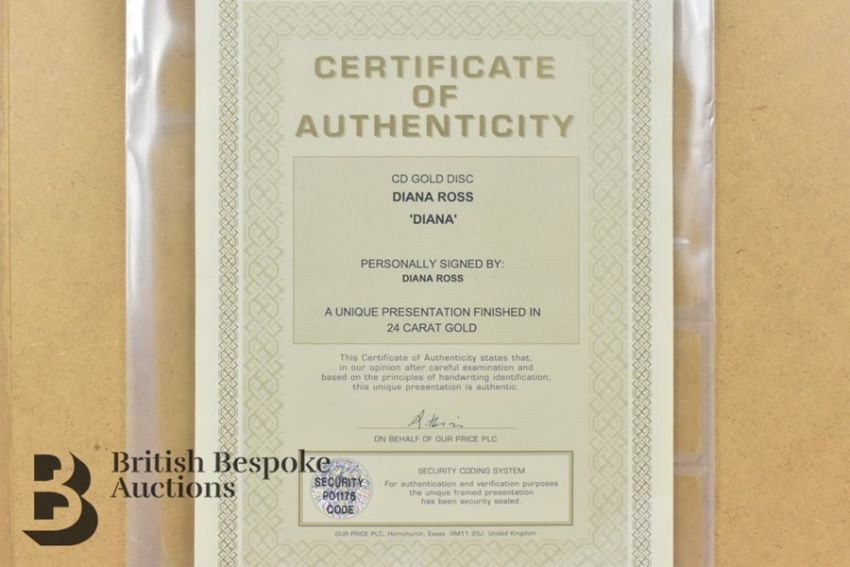 CERTIFICATE
OF
AUTHENTICITY
CD GOLD DISC
DIANA ROSS
'DIANA'
PERSONALLY SIGNED BY:
DIANA ROSS
A UNIQUE PRESENTATION FINISHED IN
24 CARAT GOLD
This Certificate of Authenticity states that,
in our opinion after careful examination and
based on the principles of handwriting identification,
this unique presentation is authentic.
ON BEHALF OF OUR PRICE PLC
SECURITY CODING SYSTEM
For authentication and verification purposes
the unique framed presentation
has been security sealed.
SECURITY
P01176
CODE
OUR PRICE PLC. Hornchurch, Essex RM11 2SJ United Kingdom
B
British Bespoke
Auctions